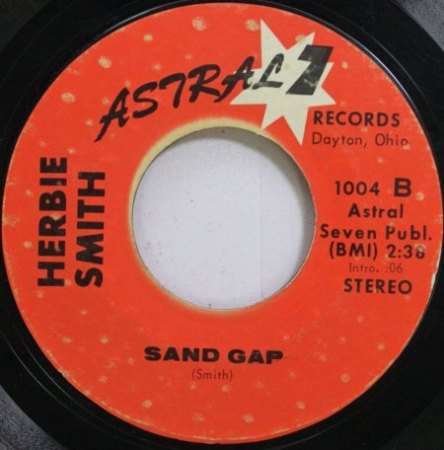 ASTRAL 7
RECORDS
Dayton, Ohio
HERBIE
SMITH
1004 B
Astral
Seven Publ.
(BMI) 2:38
Intro. :06
STEREO
SAND GAP
(Smith)